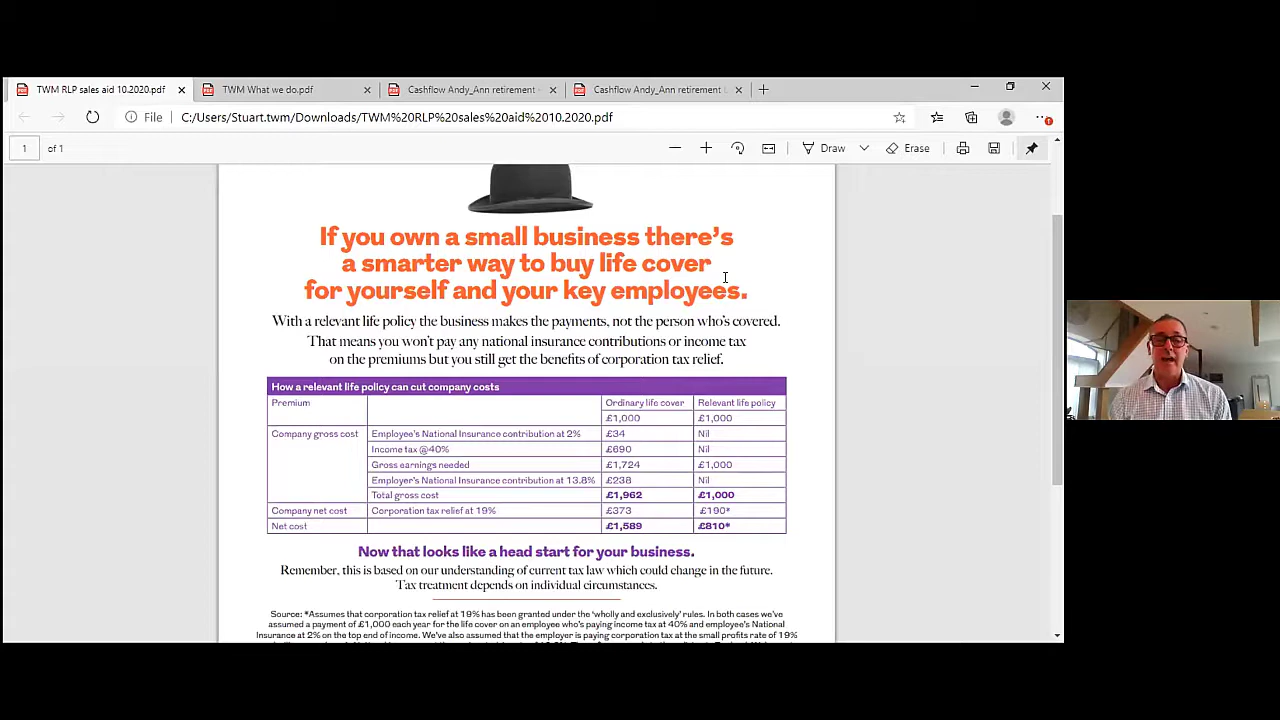 TWM RLP sales aid 10.2020.pdf
TWM What we do.pdf
Cashflow Andy_Ann retirement -
Cashflow Andy_Ann retirement
File
C:/Users/Stuart.twm/Downloads/TWM%20RLP%20sales%20aid%2010.2020.pdf
1 of 1
Draw
Erase
If you own a small business there's
a smarter way to buy life cover
for yourself and your key employees.
With a relevant life policy the business makes the payments, not the person who's covered.
That means you won't pay any national insurance contributions or income tax
on the premiums but you still get the benefits of corporation tax relief.
How a relevant life policy can cut company costs
Premium Ordinary life cover Relevant life policy
£1,000 £1,000
Company gross cost Employee's National Insurance contribution at 2% £34 Nil
Income tax @40% £690 Nil
Gross earnings needed £1,724 £1,000
Employer's National Insurance contribution at 13.8% £238 Nil
Total gross cost £1,962 £1,000
Company net cost Corporation tax relief at 19% £373 £190*
Net cost £1,589 £810*
Now that looks like a head start for your business.
Remember, this is based on our understanding of current tax law which could change in the future.
Tax treatment depends on individual circumstances.
Source: *Assumes that corporation tax relief at 19% has been granted under the 'wholly and exclusively' rules. In both cases we've
assumed a payment of £1,000 each year for the life cover on an employee who's paying income tax at 40% and employee's National
Insurance at 2% on the top end of income. We've also assumed that the employer is paying corporation tax at the small profits rate of 19%